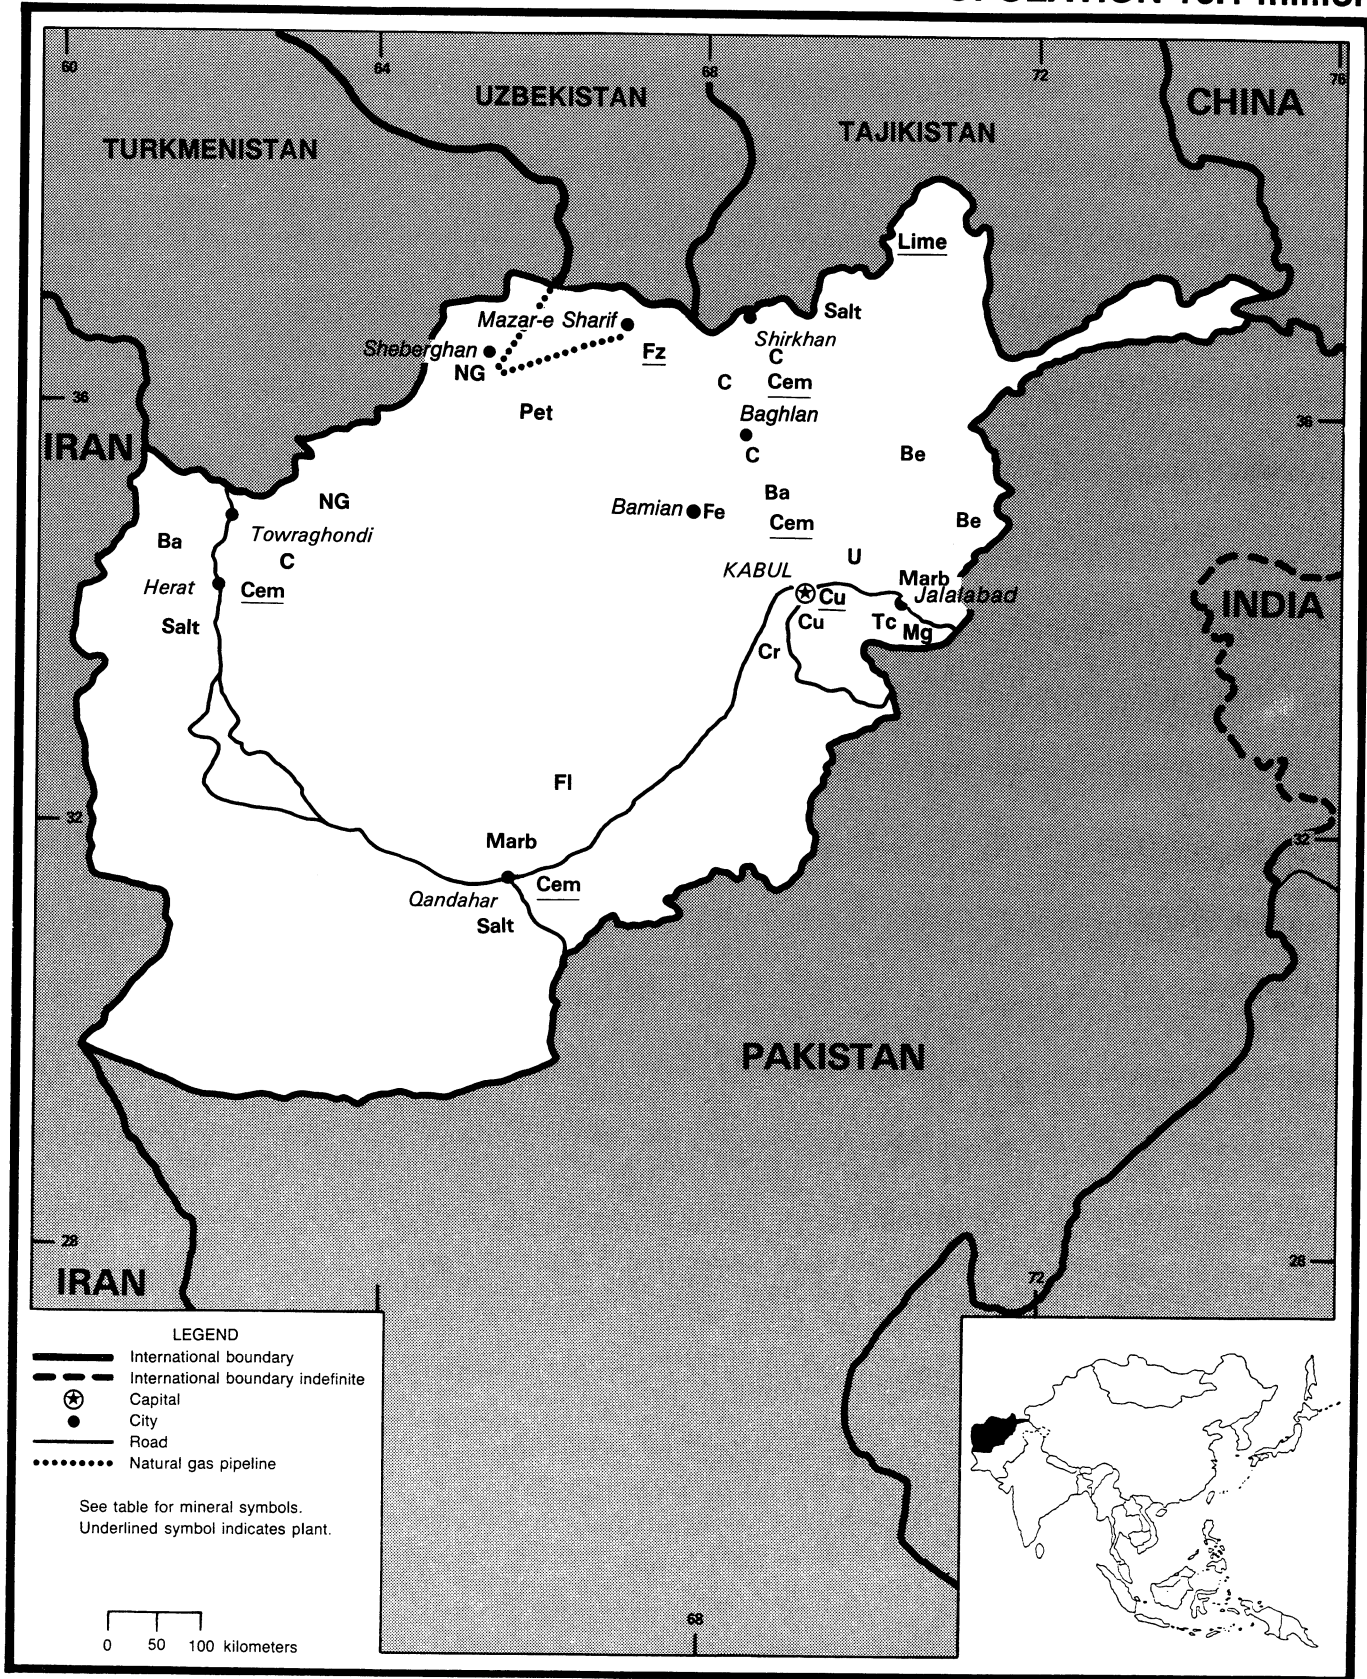 60 64 68 72 76
UZBEKISTAN
CHINA
TAJIKISTAN
TURKMENISTAN
Lime
Salt
Mazar-e Sharif
Shirkhan
Sheberghan
Fz
C
NG
C
Cem
36
Pet
Baghlan
36
IRAN
C
Be
Ba
NG
Bamian
Fe
Be
Cem
Towraghondi
Ba
U
C
KABUL
Marb
Herat
Cem
Cu
Jalalabad
INDIA
Salt
Cu
Tc
Mg
Cr
Fl
32
Marb
32
Cem
Qandahar
Salt
PAKISTAN
28
28
IRAN
72
LEGEND
International boundary
International boundary indefinite
Capital
City
Road
Natural gas pipeline
See table for mineral symbols.
Underlined symbol indicates plant.
68
0 50 100 kilometers